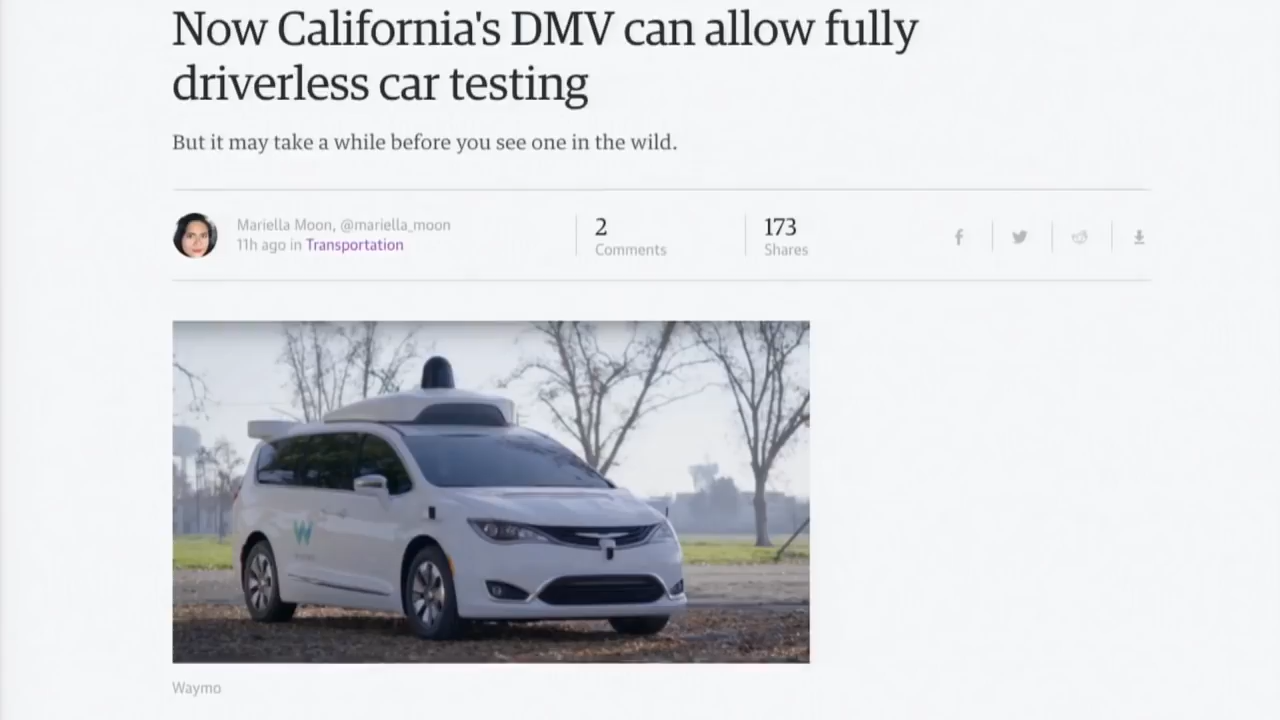 Now California's DMV can allow fully
driverless car testing
But it may take a while before you see one in the wild.
Mariella Moon, @mariella_moon
11h ago in Transportation
2
Comments
173
Shares
Waymo